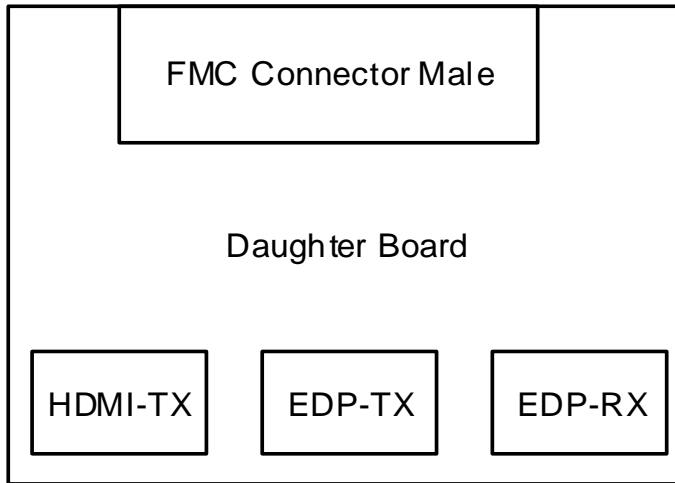 FMC Connector Male
Daughter Board
HDMI-TX
EDP-TX
EDP-RX